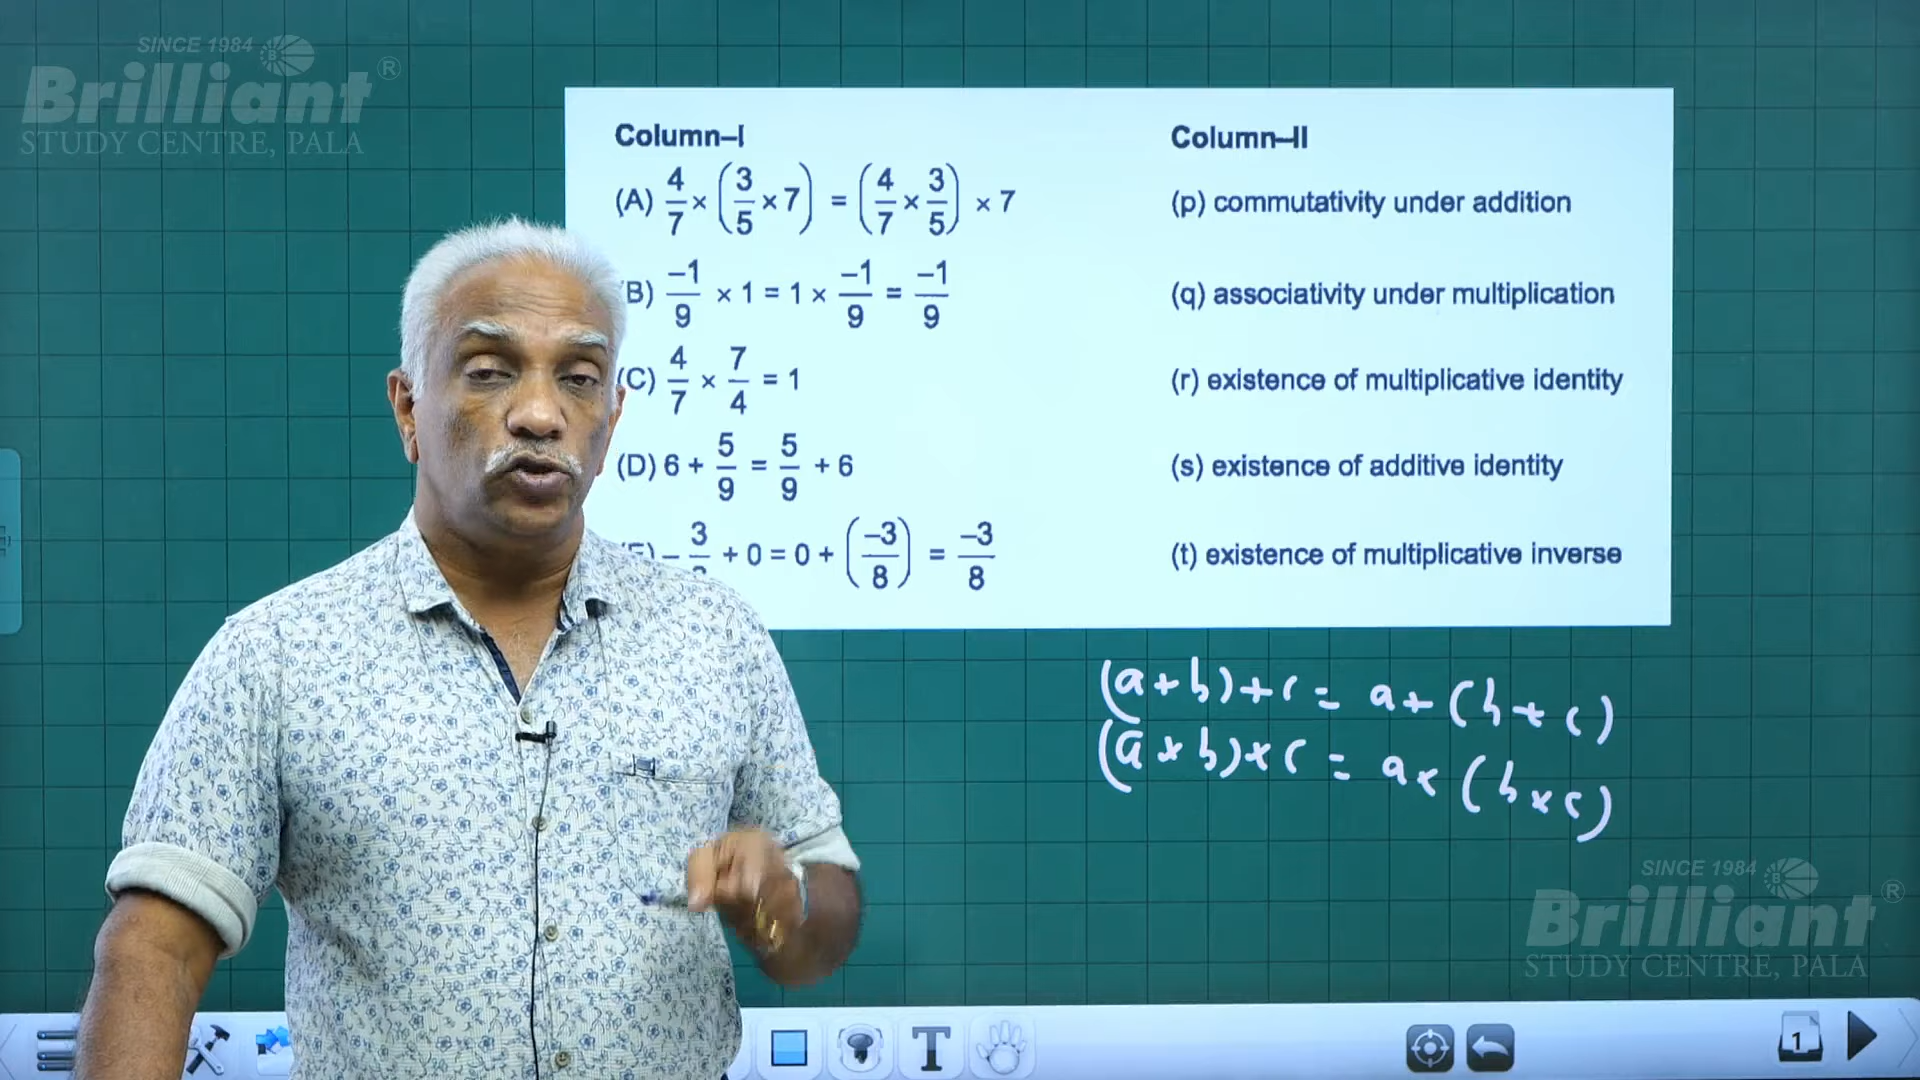 SINCE 1984
Brilliant®
STUDY CENTRE, PALA
Column–I Column–II
(A) 4/7 × (3/5 × 7) = (4/7 × 3/5) × 7 (p) commutativity under addition
B) –1/9 × 1 = 1 × –1/9 = –1/9 (q) associativity under multiplication
(C) 4/7 × 7/4 = 1 (r) existence of multiplicative identity
(D) 6 + 5/9 = 5/9 + 6 (s) existence of additive identity
– 3/ + 0 = 0 + (–3/8) = –3/8 (t) existence of multiplicative inverse
(a+b)+c = a+(b+c)
(a×b)×c = a×(b×c)
SINCE 1984
Brilliant®
STUDY CENTRE, PALA
T 1